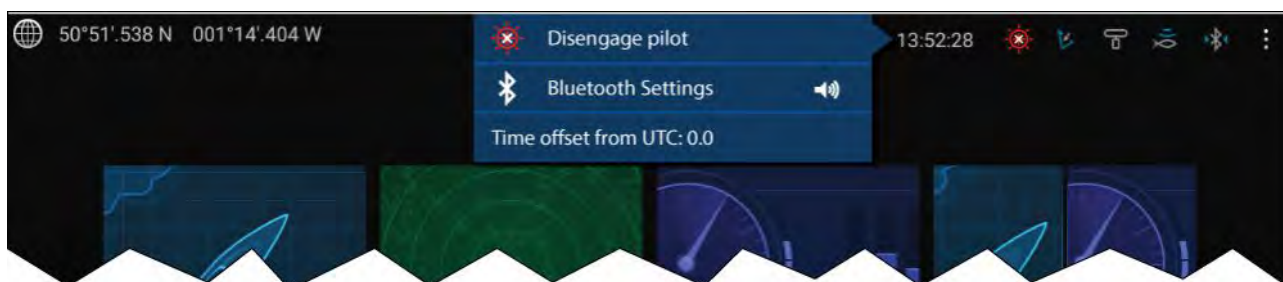 50°51'.538 N 001°14'.404 W
Disengage pilot
13:52:28
Bluetooth Settings
Time offset from UTC: 0.0